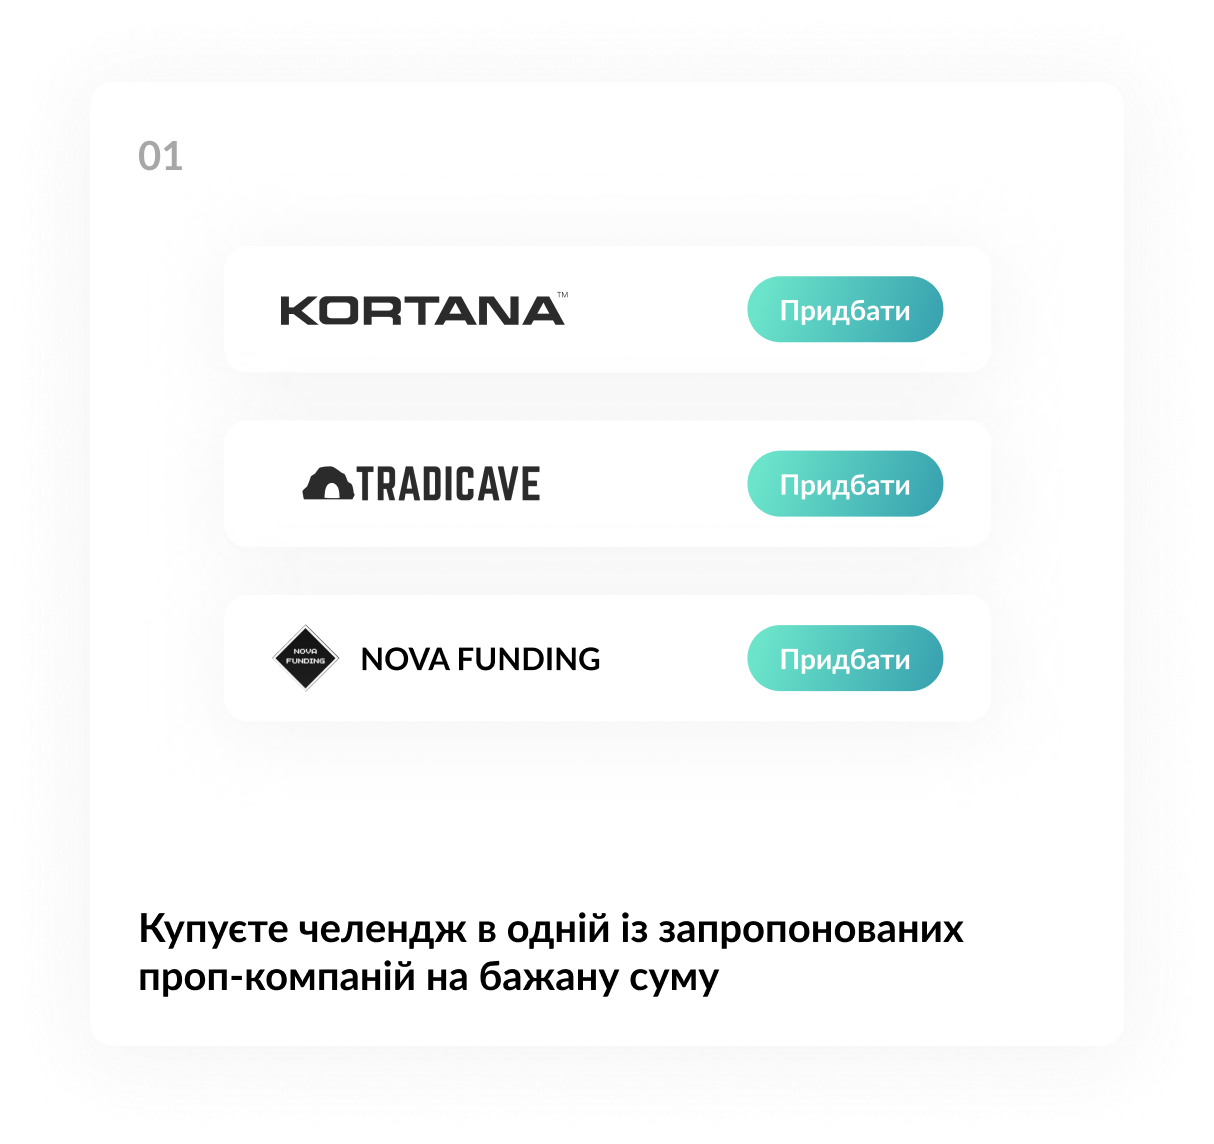 01
KORTANA™
Придбати
TRADICAVE
Придбати
NOVA
FUNDING
NOVA FUNDING
Придбати
Купуєте челендж в одній із запропонованих
проп-компаній на бажану суму